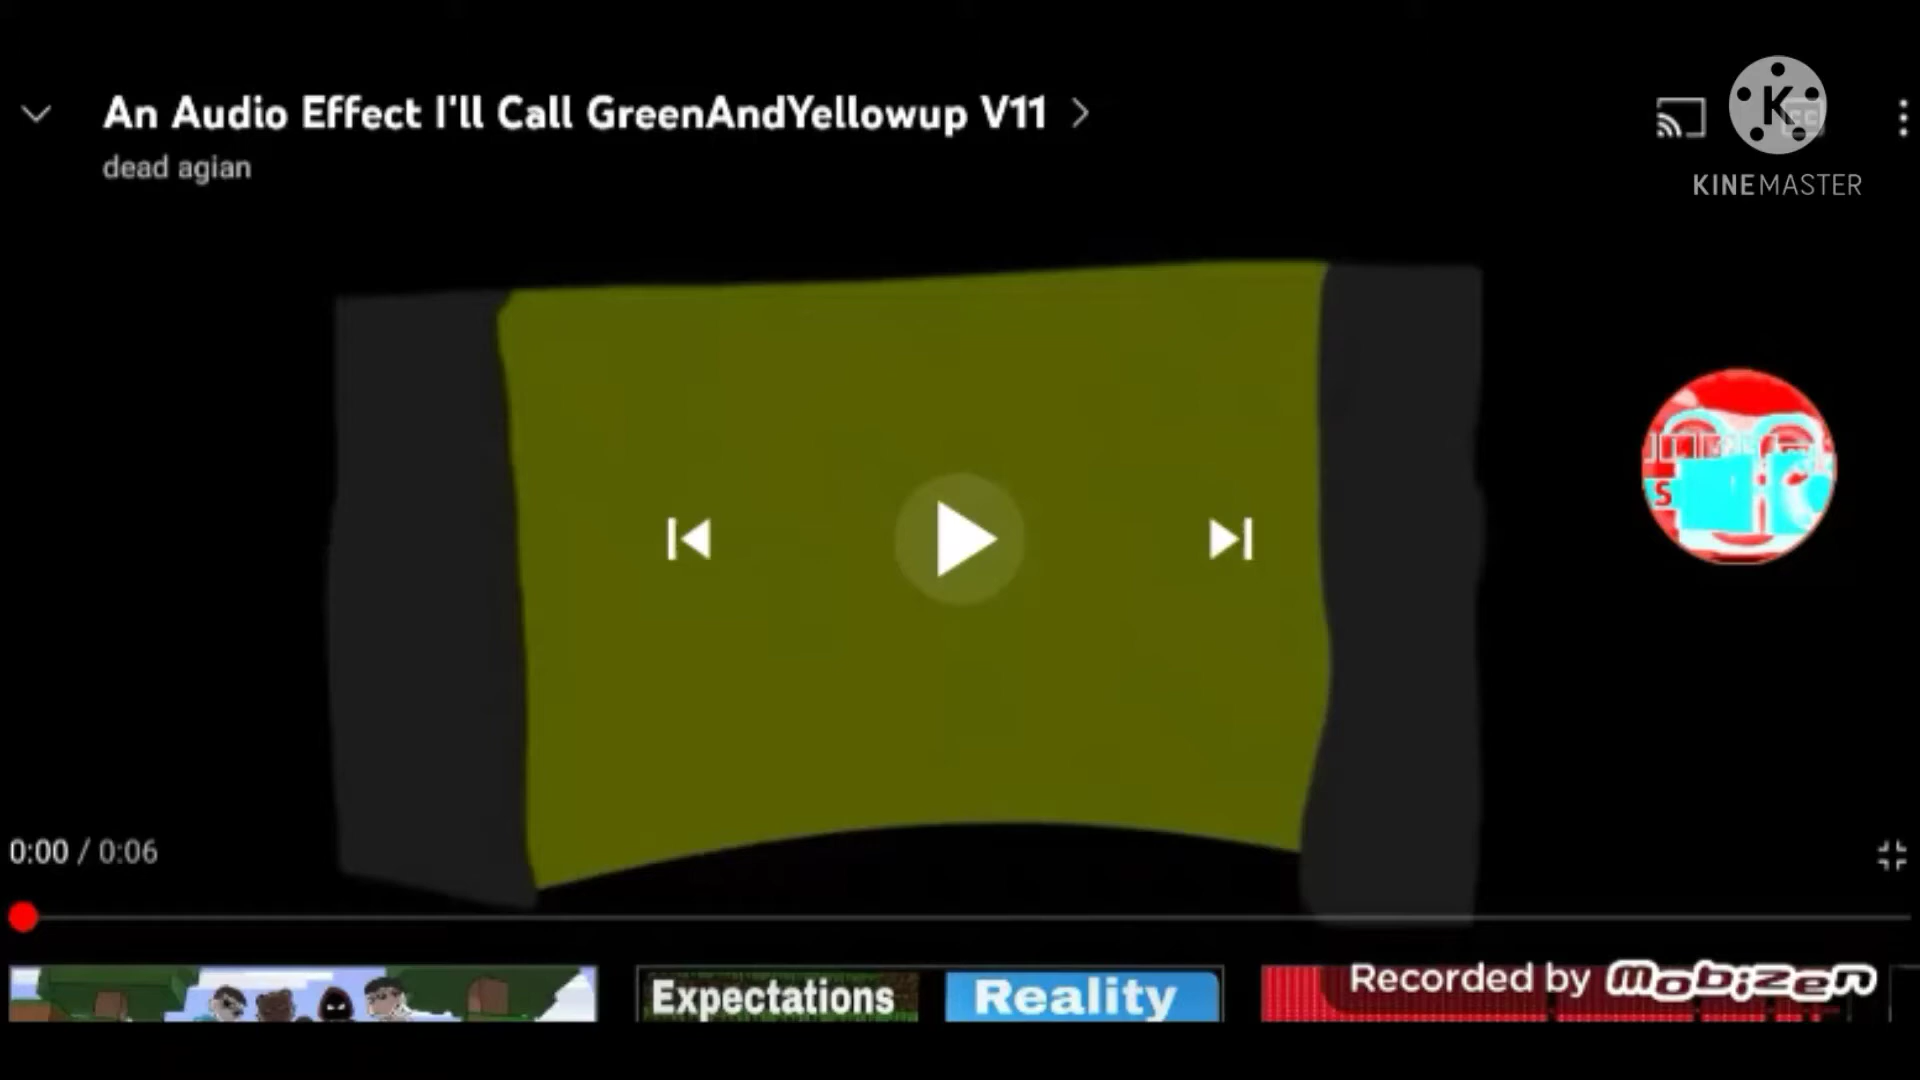 An Audio Effect I'll Call GreenAndYellowup V11
dead agian
K
KINEMASTER
S
0:00 / 0:06
Expectations
Reality
Recorded by mobizen